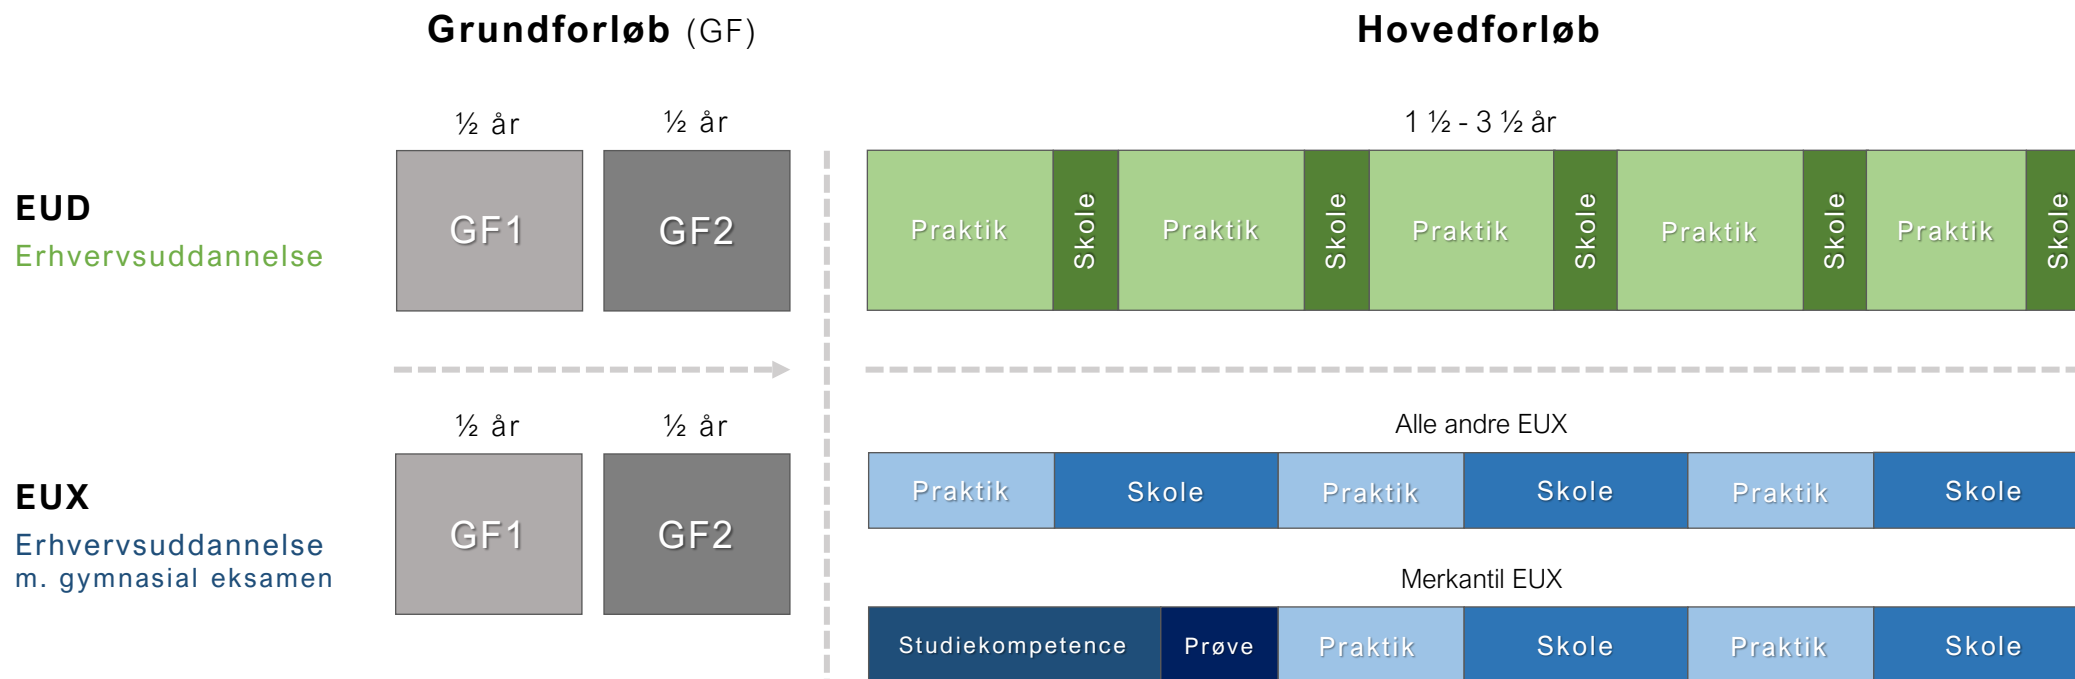 Grundforløb (GF)
Hovedforløb
½ år
½ år
1 ½ - 3 ½ år
EUD
Erhvervsuddannelse
GF1
GF2
Praktik
Skole
Praktik
Skole
Praktik
Skole
Praktik
Skole
Praktik
Skole
½ år
½ år
Alle andre EUX
EUX
Erhvervsuddannelse
m. gymnasial eksamen
GF1
GF2
Praktik
Skole
Praktik
Skole
Praktik
Skole
Merkantil EUX
Studiekompetence
Prøve
Praktik
Skole
Praktik
Skole